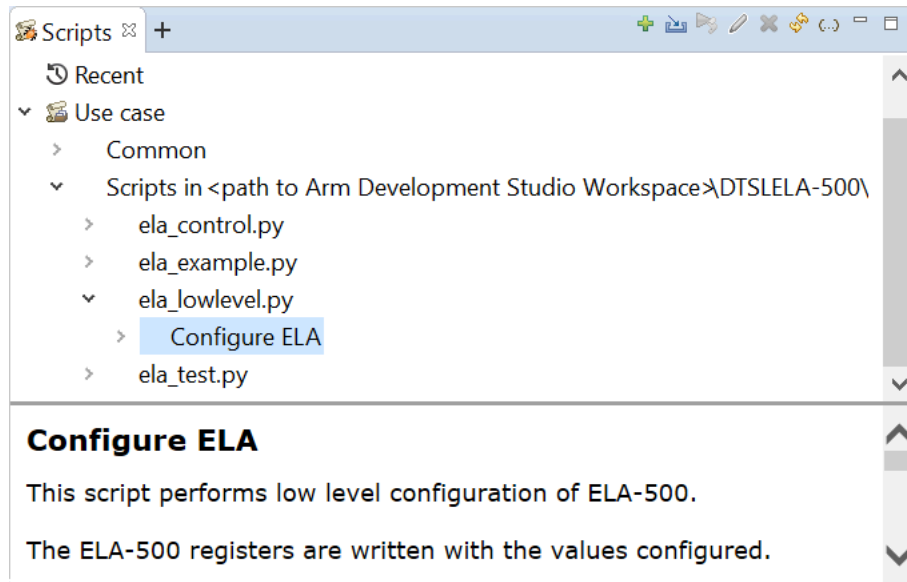 Scripts
Recent
Use case
Common
Scripts in <path to Arm Development Studio Workspace>\DTSLELA-500\
ela_control.py
ela_example.py
ela_lowlevel.py
Configure ELA
ela_test.py
Configure ELA
This script performs low level configuration of ELA-500.
The ELA-500 registers are written with the values configured.